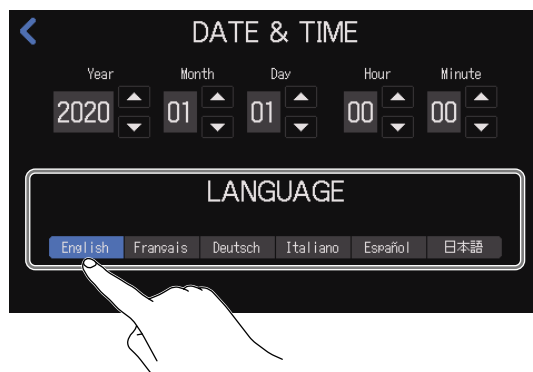 DATE & TIME
Year Month Day Hour Minute
2020 01 01 00 00
LANGUAGE
English Français Deutsch Italiano Español 日本語